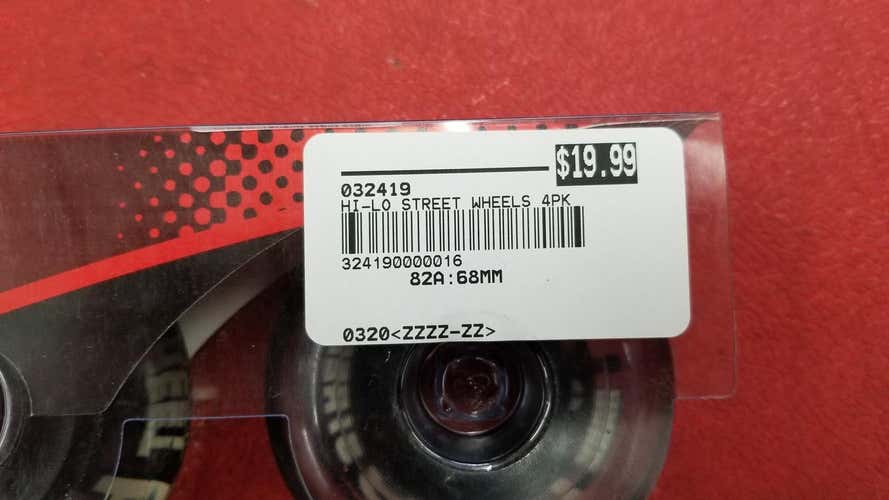 $19.99
032419
HI-LO STREET WHEELS 4PK
324190000016
82A:68MM
0320<ZZZZ-ZZ>